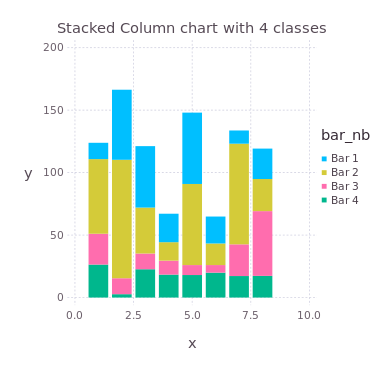 Stacked Column chart with 4 classes
200
150
100
50
0
y
0.0 2.5 5.0 7.5 10.0
x
bar_nb
Bar 1
Bar 2
Bar 3
Bar 4